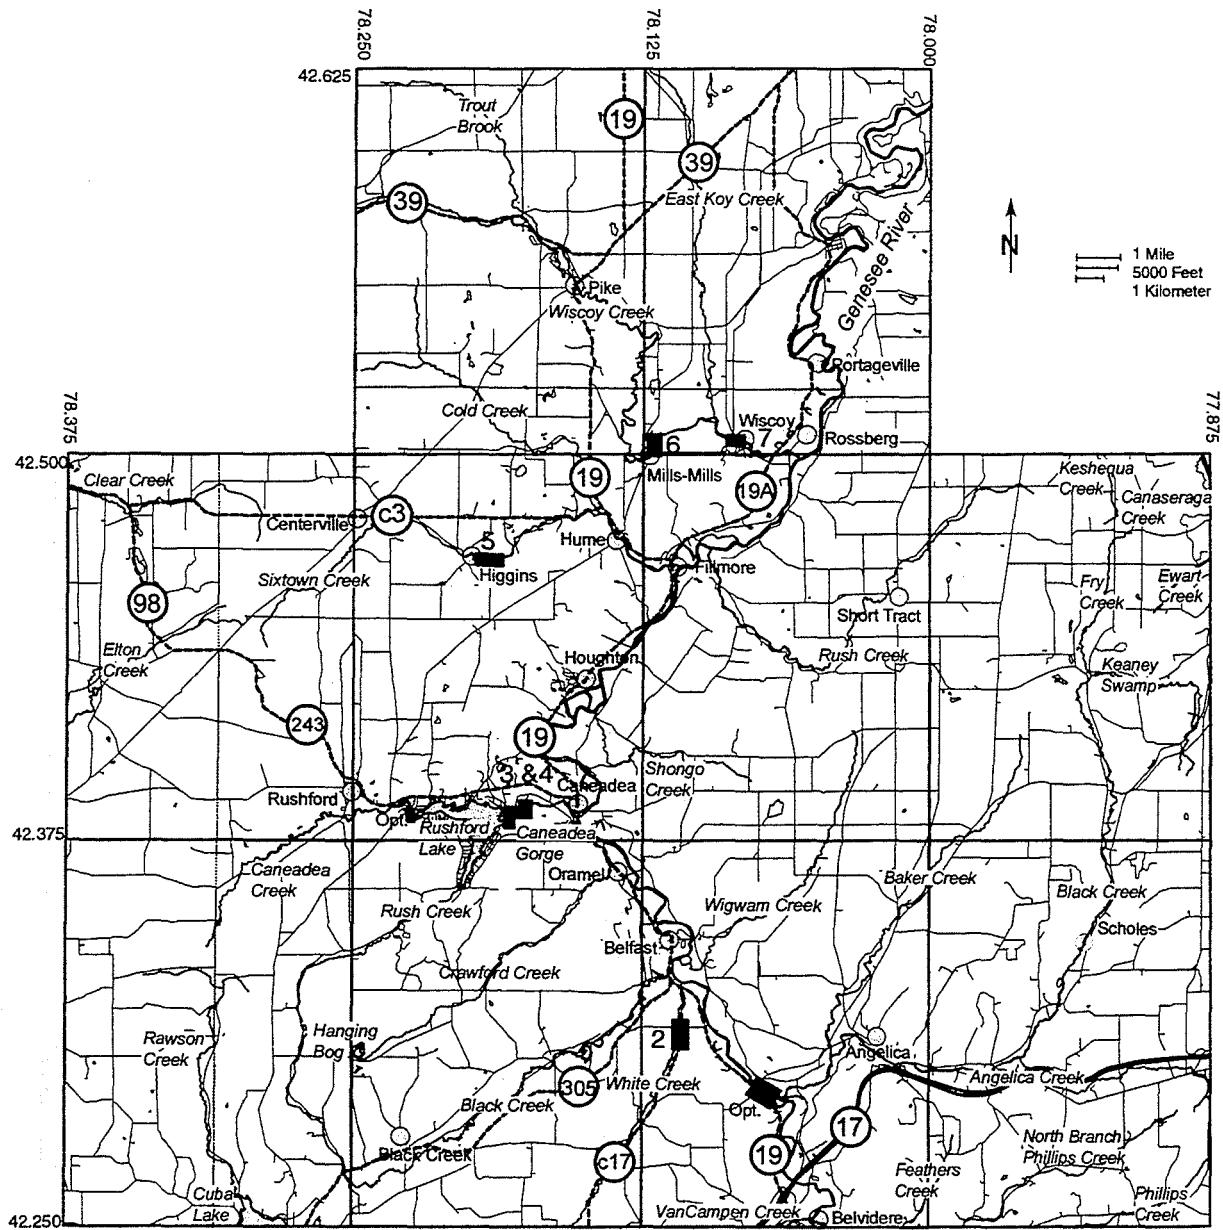 78.250
78.125
78.000
42.625
Trout
Brook
19
39
East Koy Creek
39
Genesee River
N
1 Mile
5000 Feet
1 Kilometer
Pike
Wiscoy Creek
Portageville
78.375
77.875
Cold Creek
Wiscoy
6
7
Rossberg
42.500
Mills-Mills
Clear Creek
19
19A
Keshequa
Creek
Canaseraga
Creek
Centerville
c3
Hume
5
Higgins
Fillmore
Sixtown Creek
98
Fry
Creek
Ewart
Creek
Short Tract
Elton
Creek
Houghton
Rush Creek
Keaney
Swamp
243
19
3 &4
Caneadea
Shongo
Creek
Rushford
Opt.
Rushford
Lake
42.375
Caneadea
Gorge
Caneadea
Creek
Oramel
Baker Creek
Black Creek
Rush Creek
Wigwam Creek
Scholes
Belfast
Crawford Creek
Rawson
Creek
Hanging
Bog
2
Angelica
305
White Creek
Angelica Creek
Black Creek
Opt.
17
Black Creek
c17
19
North Branch
Phillips Creek
Feathers
Creek
Cuba
Lake
Phillips
Creek
42.250
VanCampen Creek
Belvidere